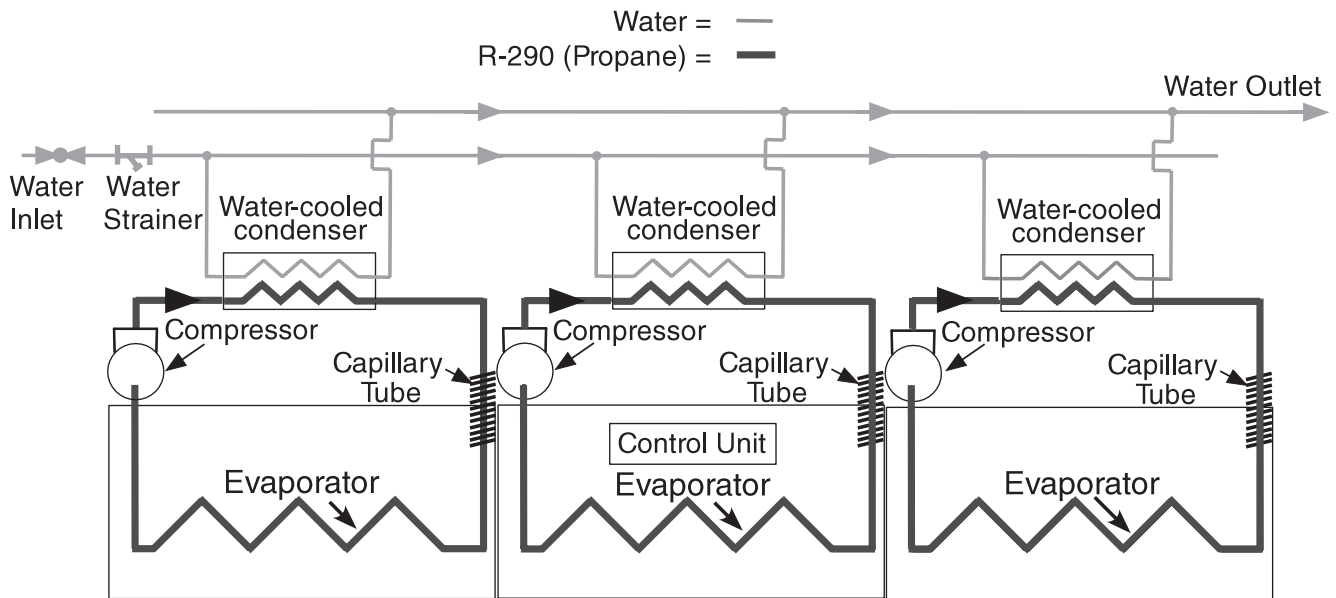 Water =
R-290 (Propane) =
Water Outlet
Water
Inlet
Water
Strainer
Water-cooled
condenser
Water-cooled
condenser
Water-cooled
condenser
Compressor
Compressor
Compressor
Capillary
Tube
Capillary
Tube
Capillary
Tube
Control Unit
Evaporator
Evaporator
Evaporator